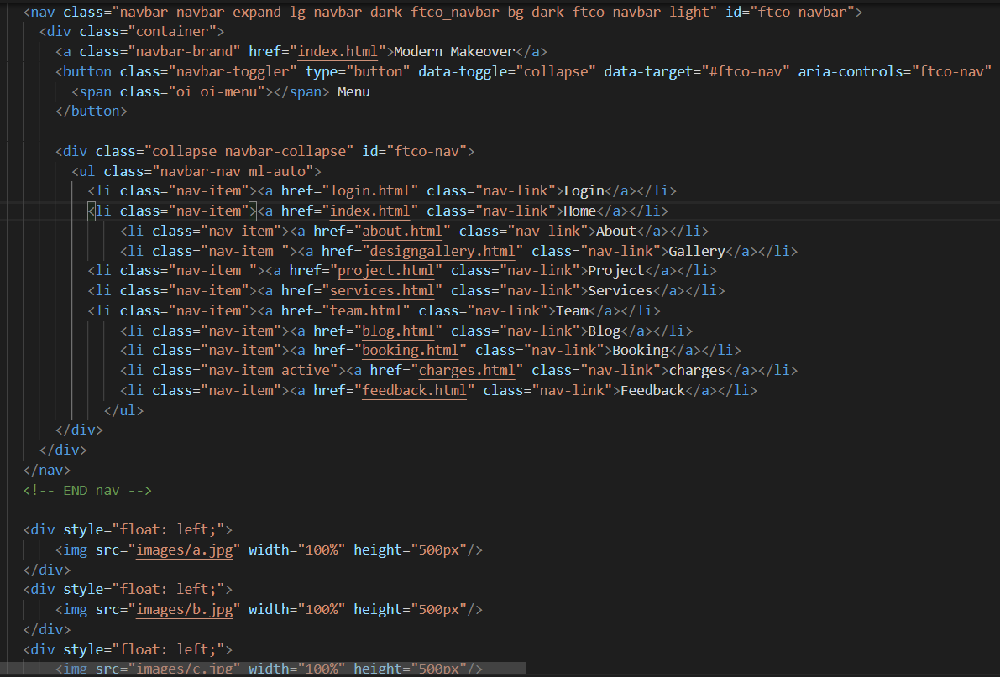 <nav class="navbar navbar-expand-lg navbar-dark ftco_navbar bg-dark ftco-navbar-light" id="ftco-navbar">
<div class="container">
<a class="navbar-brand" href="index.html">Modern Makeover</a>
<button class="navbar-toggler" type="button" data-toggle="collapse" data-target="#ftco-nav" aria-controls="ftco-nav"
<span class="oi oi-menu"></span> Menu
</button>
<div class="collapse navbar-collapse" id="ftco-nav">
<ul class="navbar-nav ml-auto">
<li class="nav-item"><a href="login.html" class="nav-link">Login</a></li>
<li class="nav-item"><a href="index.html" class="nav-link">Home</a></li>
<li class="nav-item"><a href="about.html" class="nav-link">About</a></li>
<li class="nav-item "><a href="designgallery.html" class="nav-link">Gallery</a></li>
<li class="nav-item "><a href="project.html" class="nav-link">Project</a></li>
<li class="nav-item"><a href="services.html" class="nav-link">Services</a></li>
<li class="nav-item"><a href="team.html" class="nav-link">Team</a></li>
<li class="nav-item"><a href="blog.html" class="nav-link">Blog</a></li>
<li class="nav-item"><a href="booking.html" class="nav-link">Booking</a></li>
<li class="nav-item active"><a href="charges.html" class="nav-link">charges</a></li>
<li class="nav-item"><a href="feedback.html" class="nav-link">Feedback</a></li>
</ul>
</div>
</div>
</nav>
<!-- END nav -->
<div style="float: left;">
<img src="images/a.jpg" width="100%" height="500px"/>
</div>
<div style="float: left;">
<img src="images/b.jpg" width="100%" height="500px"/>
</div>
<div style="float: left;">
<img src="images/c.jpg" width="100%" height="500px"/>